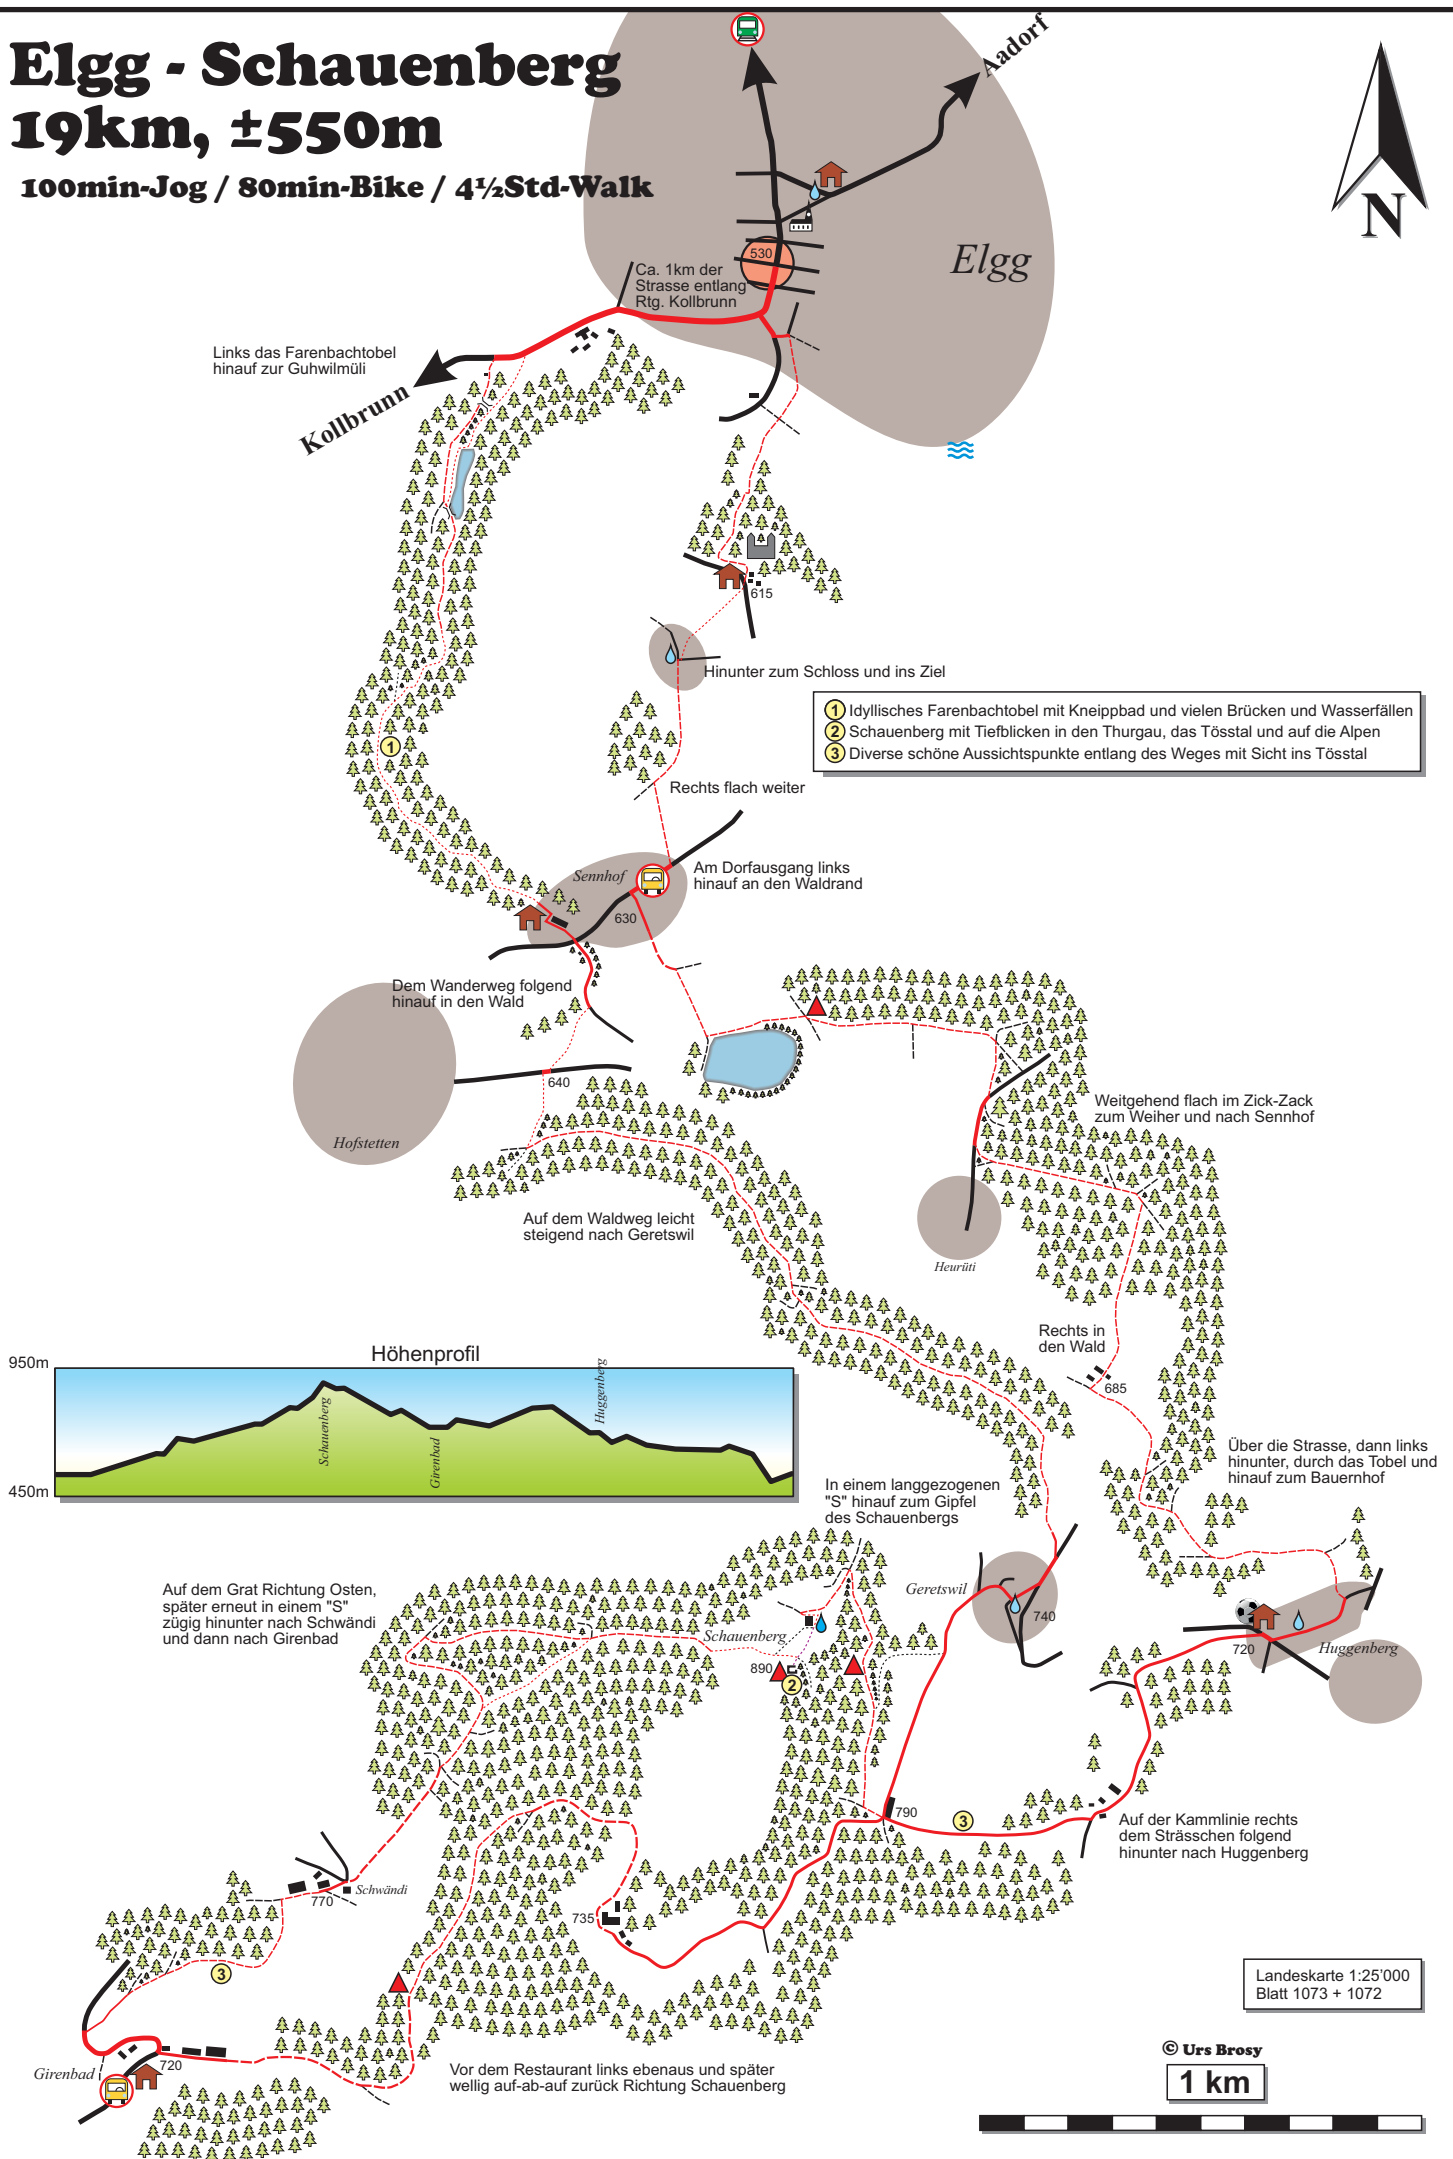 Elgg - Schauenberg
19km, ±550m
100min-Jog / 80min-Bike / 4½Std-Walk
Aadorf
N
Elgg
530
Ca. 1km der
Strasse entlang
Rtg. Kollbrunn
Links das Farenbachtobel
hinauf zur Guhwilmüli
Kollbrunn
615
Hinunter zum Schloss und ins Ziel
1 Idyllisches Farenbachtobel mit Kneippbad und vielen Brücken und Wasserfällen
2 Schauenberg mit Tiefblicken in den Thurgau, das Tösstal und auf die Alpen
3 Diverse schöne Aussichtspunkte entlang des Weges mit Sicht ins Tösstal
1
Rechts flach weiter
Am Dorfausgang links
hinauf an den Waldrand
Sennhof
630
Dem Wanderweg folgend
hinauf in den Wald
640
Hofstetten
Weitgehend flach im Zick-Zack
zum Weiher und nach Sennhof
Auf dem Waldweg leicht
steigend nach Geretswil
Heurüti
Rechts in
den Wald
685
Höhenprofil
950m
450m
Schauenberg
Girenbad
Huggenberg
Über die Strasse, dann links
hinunter, durch das Tobel und
hinauf zum Bauernhof
In einem langgezogenen
"S" hinauf zum Gipfel
des Schauenbergs
Auf dem Grat Richtung Osten,
später erneut in einem "S"
zügig hinunter nach Schwändi
und dann nach Girenbad
Geretswil
740
Schauenberg
890
2
720
Huggenberg
790
3
Auf der Kammlinie rechts
dem Strässchen folgend
hinunter nach Huggenberg
Schwändi
770
735
3
Girenbad
720
Vor dem Restaurant links ebenaus und später
wellig auf-ab-auf zurück Richtung Schauenberg
Landeskarte 1:25'000
Blatt 1073 + 1072
© Urs Brosy
1 km